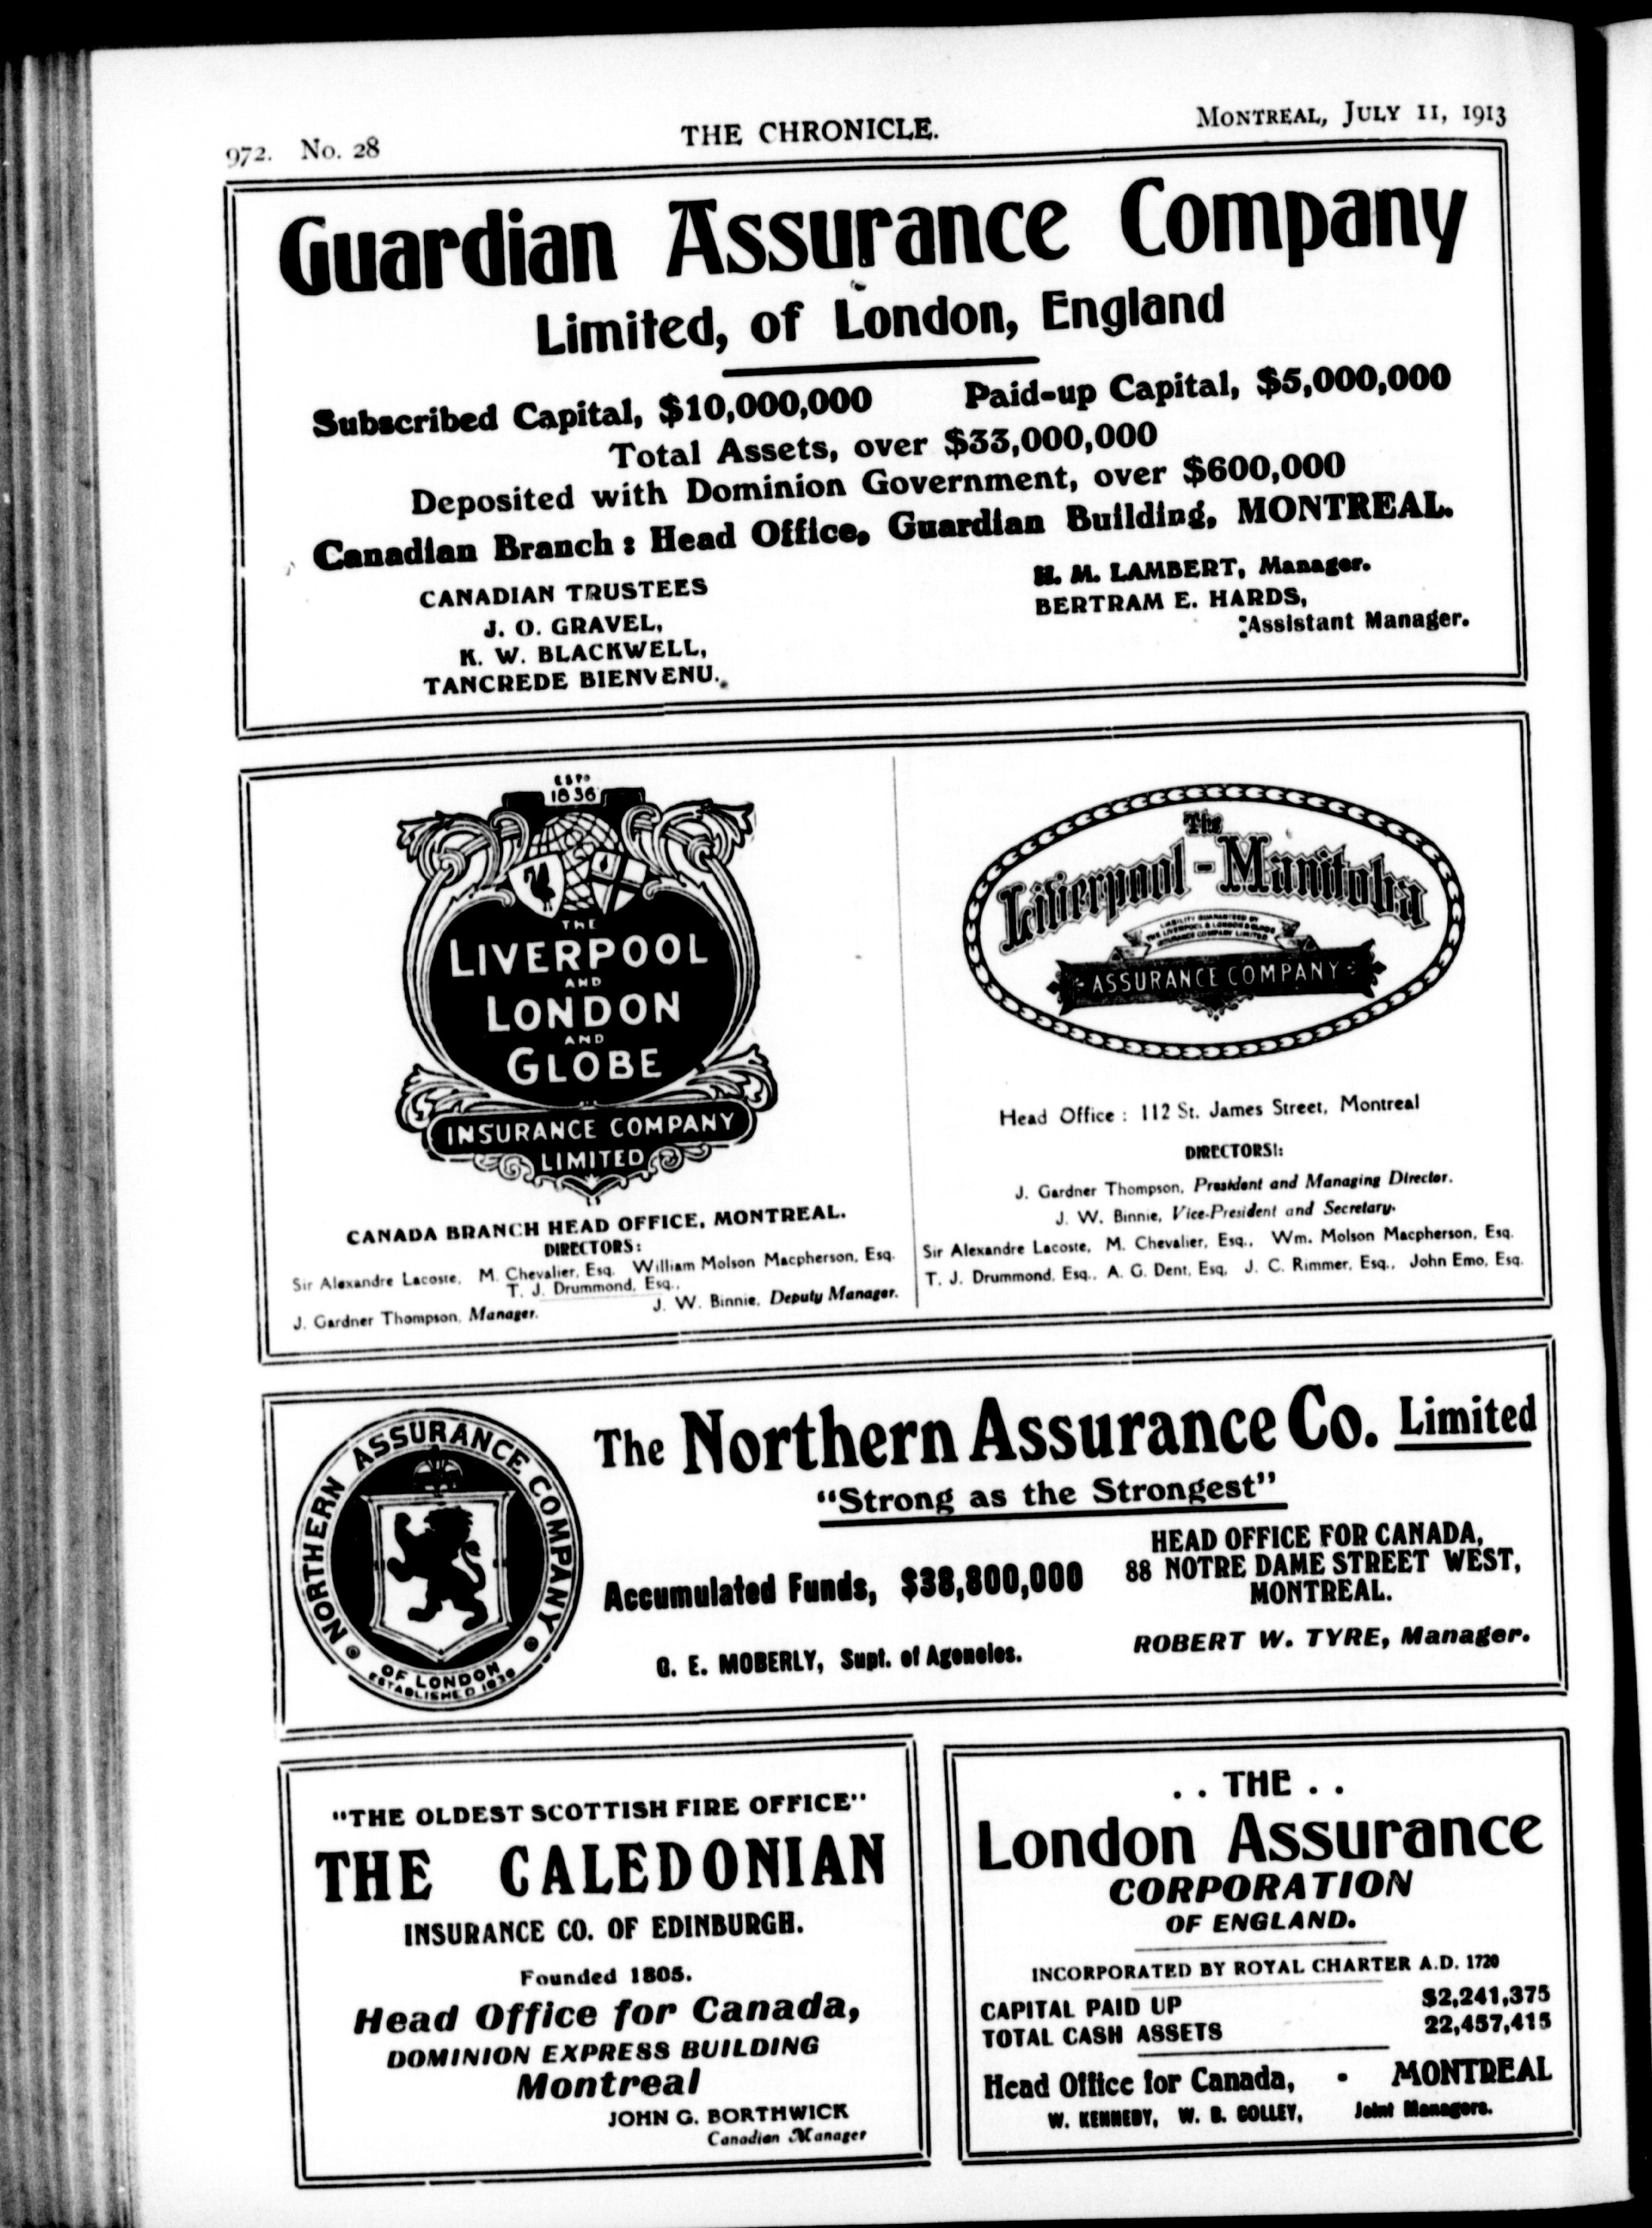 972. No. 28
THE CHRONICLE.
MONTREAL, JULY 11, 1913
Guardian Assurance Company
Limited, of London, England
Subscribed Capital, $10,000,000 Paid-up Capital, $5,000,000
Total Assets, over $33,000,000
Deposited with Dominion Government, over $600,000
Canadian Branch: Head Office, Guardian Building, MONTREAL.
CANADIAN TRUSTEES
J. O. GRAVEL,
K. W. BLACKWELL,
TANCREDE BIENVENU.
H. M. LAMBERT, Manager.
BERTRAM E. HARDS,
Assistant Manager.
ESTD
1836
THE
LIVERPOOL
AND
LONDON
AND
GLOBE
INSURANCE COMPANY
LIMITED
CANADA BRANCH HEAD OFFICE, MONTREAL.
DIRECTORS:
Sir Alexandre Lacoste, M. Chevalier, Esq. William Molson Macpherson, Esq.
T. J. Drummond, Esq.,
J. Gardner Thompson, Manager. J. W. Binnie, Deputy Manager.
The
Liverpool-Manitoba
LIABILITY GUARANTEED BY
THE LIVERPOOL & LONDON & GLOBE
INSURANCE COMPANY LIMITED
ASSURANCE COMPANY
Head Office : 112 St. James Street, Montreal
DIRECTORS:
J. Gardner Thompson, President and Managing Director.
J. W. Binnie, Vice-President and Secretary.
Sir Alexandre Lacoste, M. Chevalier, Esq., Wm. Molson Macpherson, Esq.
T. J. Drummond, Esq., A. G. Dent, Esq, J. C. Rimmer, Esq., John Emo, Esq.
NORTHERN ASSURANCE COMPANY
OF LONDON
ESTABLISHED 1836
The Northern Assurance Co. Limited
"Strong as the Strongest"
Accumulated Funds, $38,800,000
HEAD OFFICE FOR CANADA,
88 NOTRE DAME STREET WEST,
MONTREAL.
G. E. MOBERLY, Supt. of Agencies.
ROBERT W. TYRE, Manager.
"THE OLDEST SCOTTISH FIRE OFFICE"
THE CALEDONIAN
INSURANCE CO. OF EDINBURGH.
Founded 1805.
Head Office for Canada,
DOMINION EXPRESS BUILDING
Montreal
JOHN G. BORTHWICK
Canadian Manager
. . THE . .
London Assurance
CORPORATION
OF ENGLAND.
INCORPORATED BY ROYAL CHARTER A.D. 1720
CAPITAL PAID UP $2,241,375
TOTAL CASH ASSETS 22,457,415
Head Office for Canada, - MONTREAL
W. KENNEDY, W. B. COLLEY, Joint Managers.